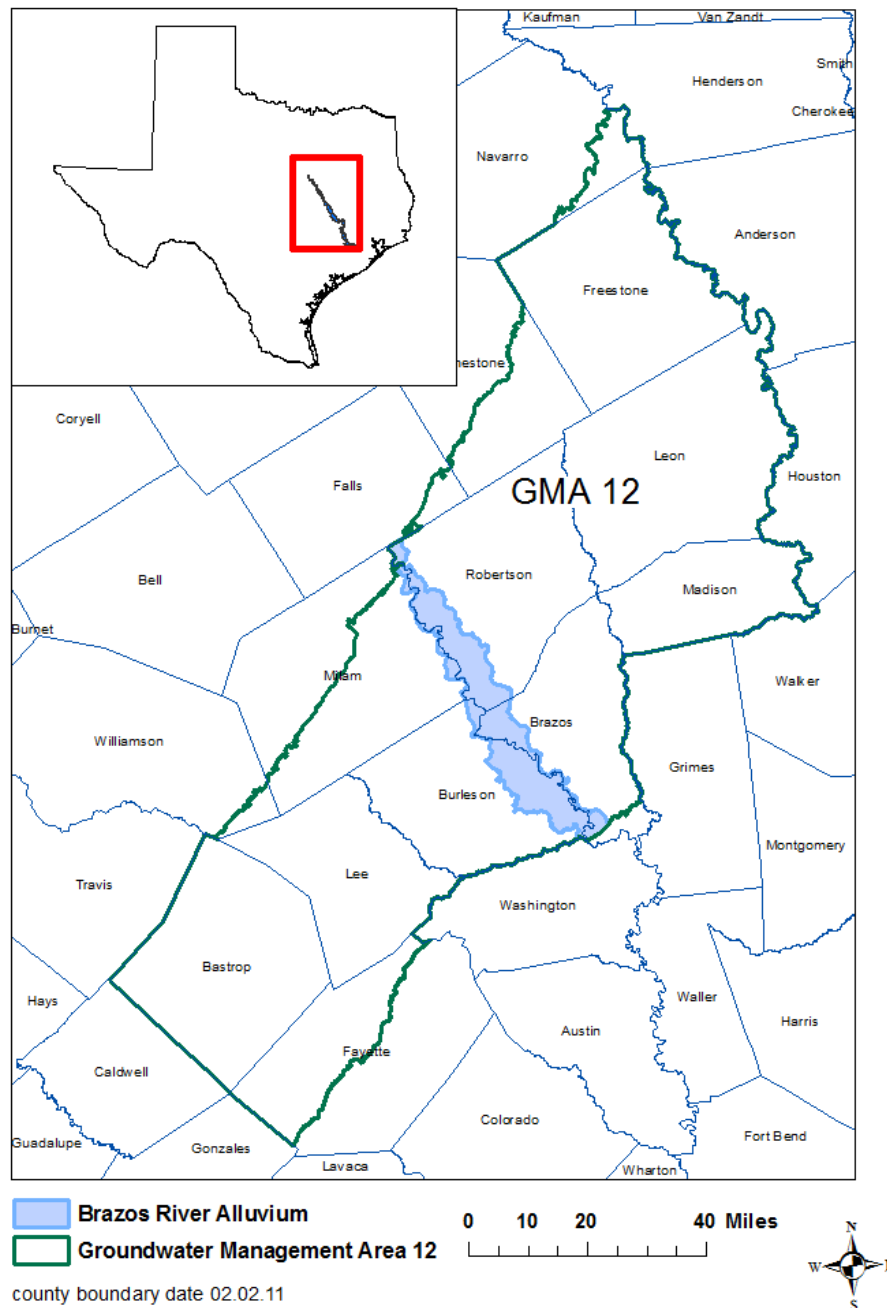 Kaufman
Van Zandt
Smith
Henderson
Cherokee
Navarro
Anderson
Freestone
nestone
Coryell
Leon
Houston
Falls
GMA 12
Bell
Robertson
Madison
Burnet
Milam
Walker
Williamson
Brazos
Grimes
Burleson
Montgomery
Travis
Lee
Washington
Bastrop
Hays
Waller
Harris
Austin
Fayette
Caldwell
Colorado
Guadalupe
Gonzales
Fort Bend
Lavaca
Wharton
Brazos River Alluvium
0 10 20 40 Miles
Groundwater Management Area 12
N
W
S
county boundary date 02.02.11